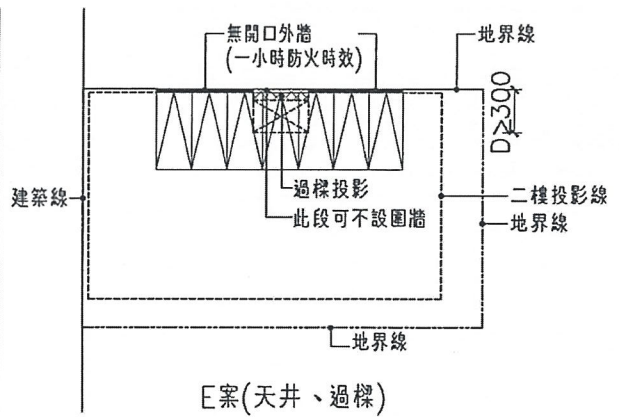 無開口外牆
(一小時防火時效)
地界線
D≥300
過樑投影
此段可不設圍牆
建築線
二樓投影線
地界線
地界線
E案(天井、過樑)